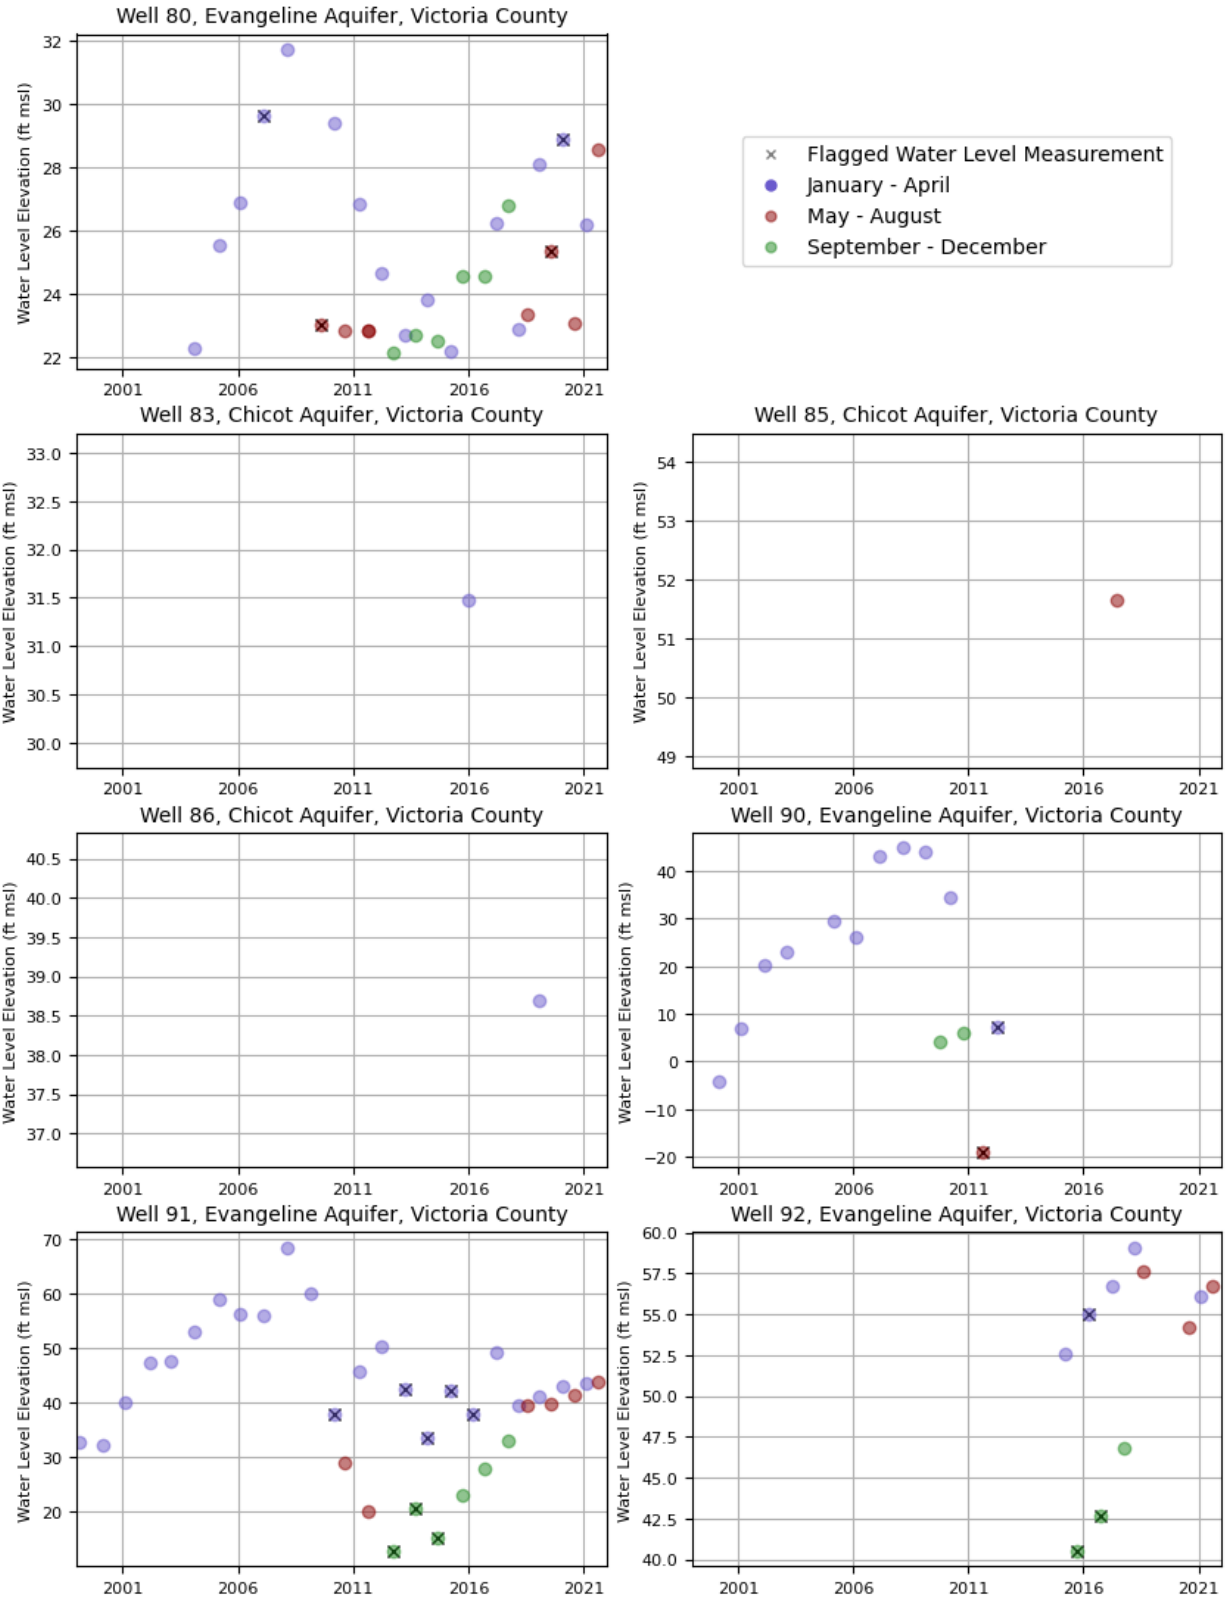 Well 80, Evangeline Aquifer, Victoria County
Water Level Elevation (ft msl)
32
30
28
26
24
22
2001 2006 2011 2016 2021
Flagged Water Level Measurement
January - April
May - August
September - December
Well 83, Chicot Aquifer, Victoria County
Water Level Elevation (ft msl)
33.0
32.5
32.0
31.5
31.0
30.5
30.0
2001 2006 2011 2016 2021
Well 85, Chicot Aquifer, Victoria County
Water Level Elevation (ft msl)
54
53
52
51
50
49
2001 2006 2011 2016 2021
Well 86, Chicot Aquifer, Victoria County
Water Level Elevation (ft msl)
40.5
40.0
39.5
39.0
38.5
38.0
37.5
37.0
2001 2006 2011 2016 2021
Well 90, Evangeline Aquifer, Victoria County
Water Level Elevation (ft msl)
40
30
20
10
0
−10
−20
2001 2006 2011 2016 2021
Well 91, Evangeline Aquifer, Victoria County
Water Level Elevation (ft msl)
70
60
50
40
30
20
2001 2006 2011 2016 2021
Well 92, Evangeline Aquifer, Victoria County
Water Level Elevation (ft msl)
60.0
57.5
55.0
52.5
50.0
47.5
45.0
42.5
40.0
2001 2006 2011 2016 2021